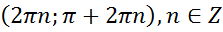 (2πn; π + 2πn), n ∈ Z